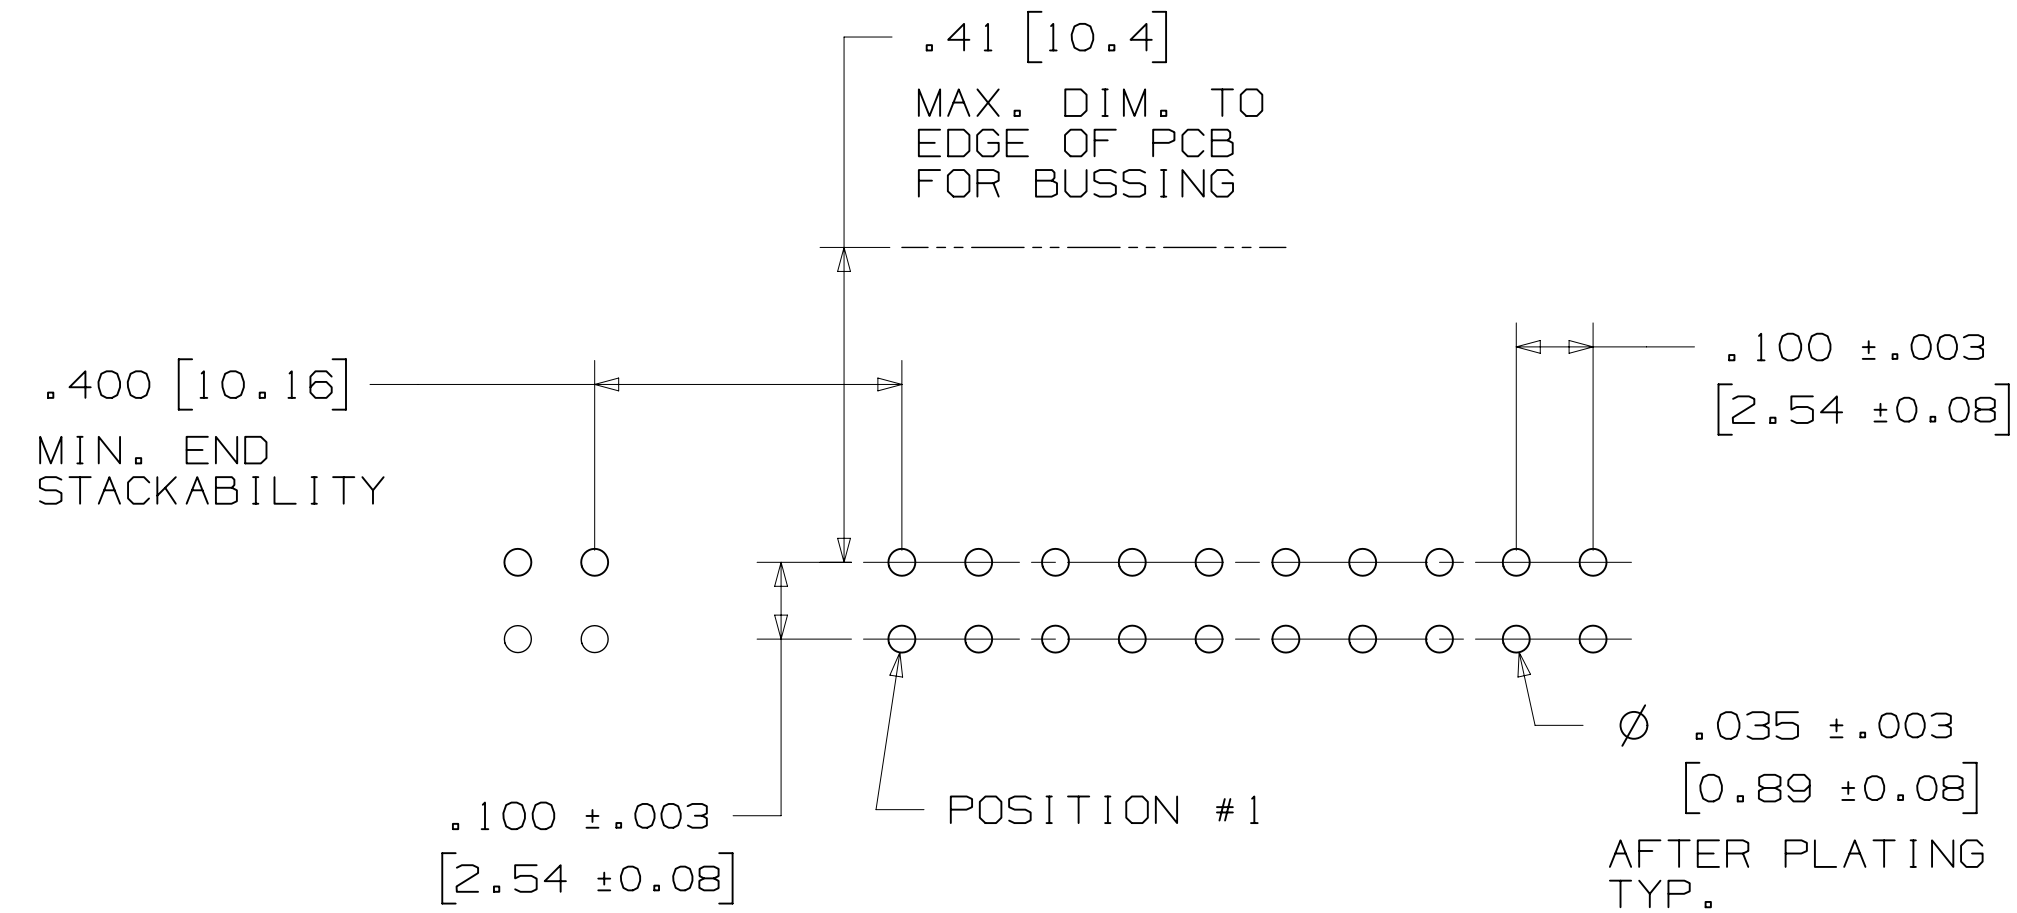 .41 [10.4]
MAX. DIM. TO
EDGE OF PCB
FOR BUSSING
.400 [10.16]
MIN. END
STACKABILITY
.100 ±.003
[2.54 ±0.08]
Ø .035 ±.003
[0.89 ±0.08]
AFTER PLATING
TYP.
POSITION #1
.100 ±.003
[2.54 ±0.08]